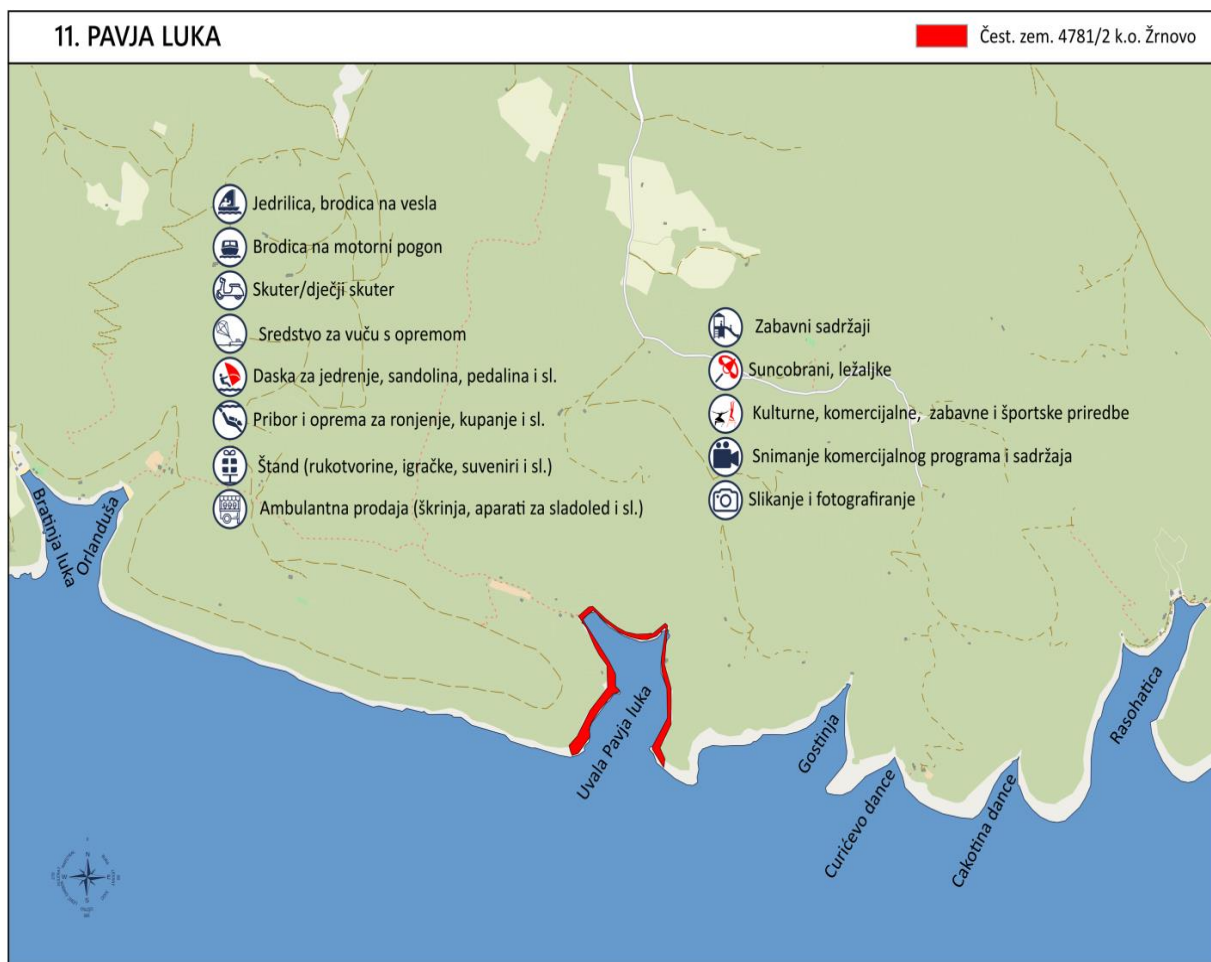 11. PAVJA LUKA
Čest. zem. 4781/2 k.o. Žrnovo
Jedrilica, brodica na vesla
Brodica na motorni pogon
Skuter/dječji skuter
Sredstvo za vuču s opremom
Daska za jedrenje, sandolina, pedalina i sl.
Pribor i oprema za ronjenje, kupanje i sl.
Štand (rukotvorine, igračke, suveniri i sl.)
Ambulantna prodaja (škrinja, aparati za sladoled i sl.)
Zabavni sadržaji
Suncobrani, ležaljke
Kulturne, komercijalne, zabavne i športske priredbe
Snimanje komercijalnog programa i sadržaja
Slikanje i fotografiranje
Bratinja luka
Orlanduša
Uvala Pavja luka
Gostinja
Curićevo dance
Cakotina dance
Rasohatica
N
W
E
S